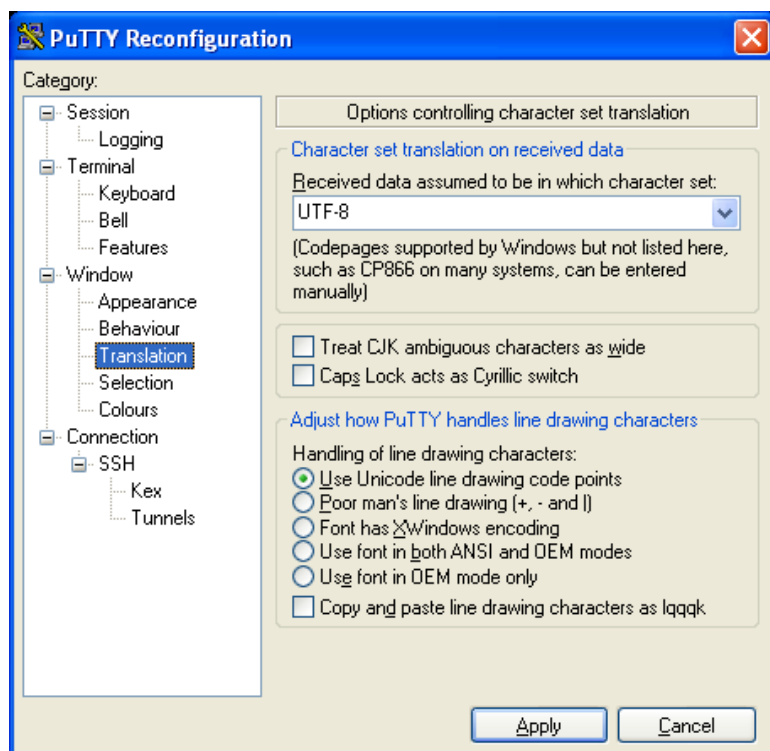 PuTTY Reconfiguration
Category:
Session
Logging
Terminal
Keyboard
Bell
Features
Window
Appearance
Behaviour
Translation
Selection
Colours
Connection
SSH
Kex
Tunnels
Options controlling character set translation
Character set translation on received data
Received data assumed to be in which character set:
UTF-8
(Codepages supported by Windows but not listed here,
such as CP866 on many systems, can be entered
manually)
Treat CJK ambiguous characters as wide
Caps Lock acts as Cyrillic switch
Adjust how PuTTY handles line drawing characters
Handling of line drawing characters:
Use Unicode line drawing code points
Poor man's line drawing (+, - and |)
Font has XWindows encoding
Use font in both ANSI and OEM modes
Use font in OEM mode only
Copy and paste line drawing characters as lqqqk
Apply
Cancel